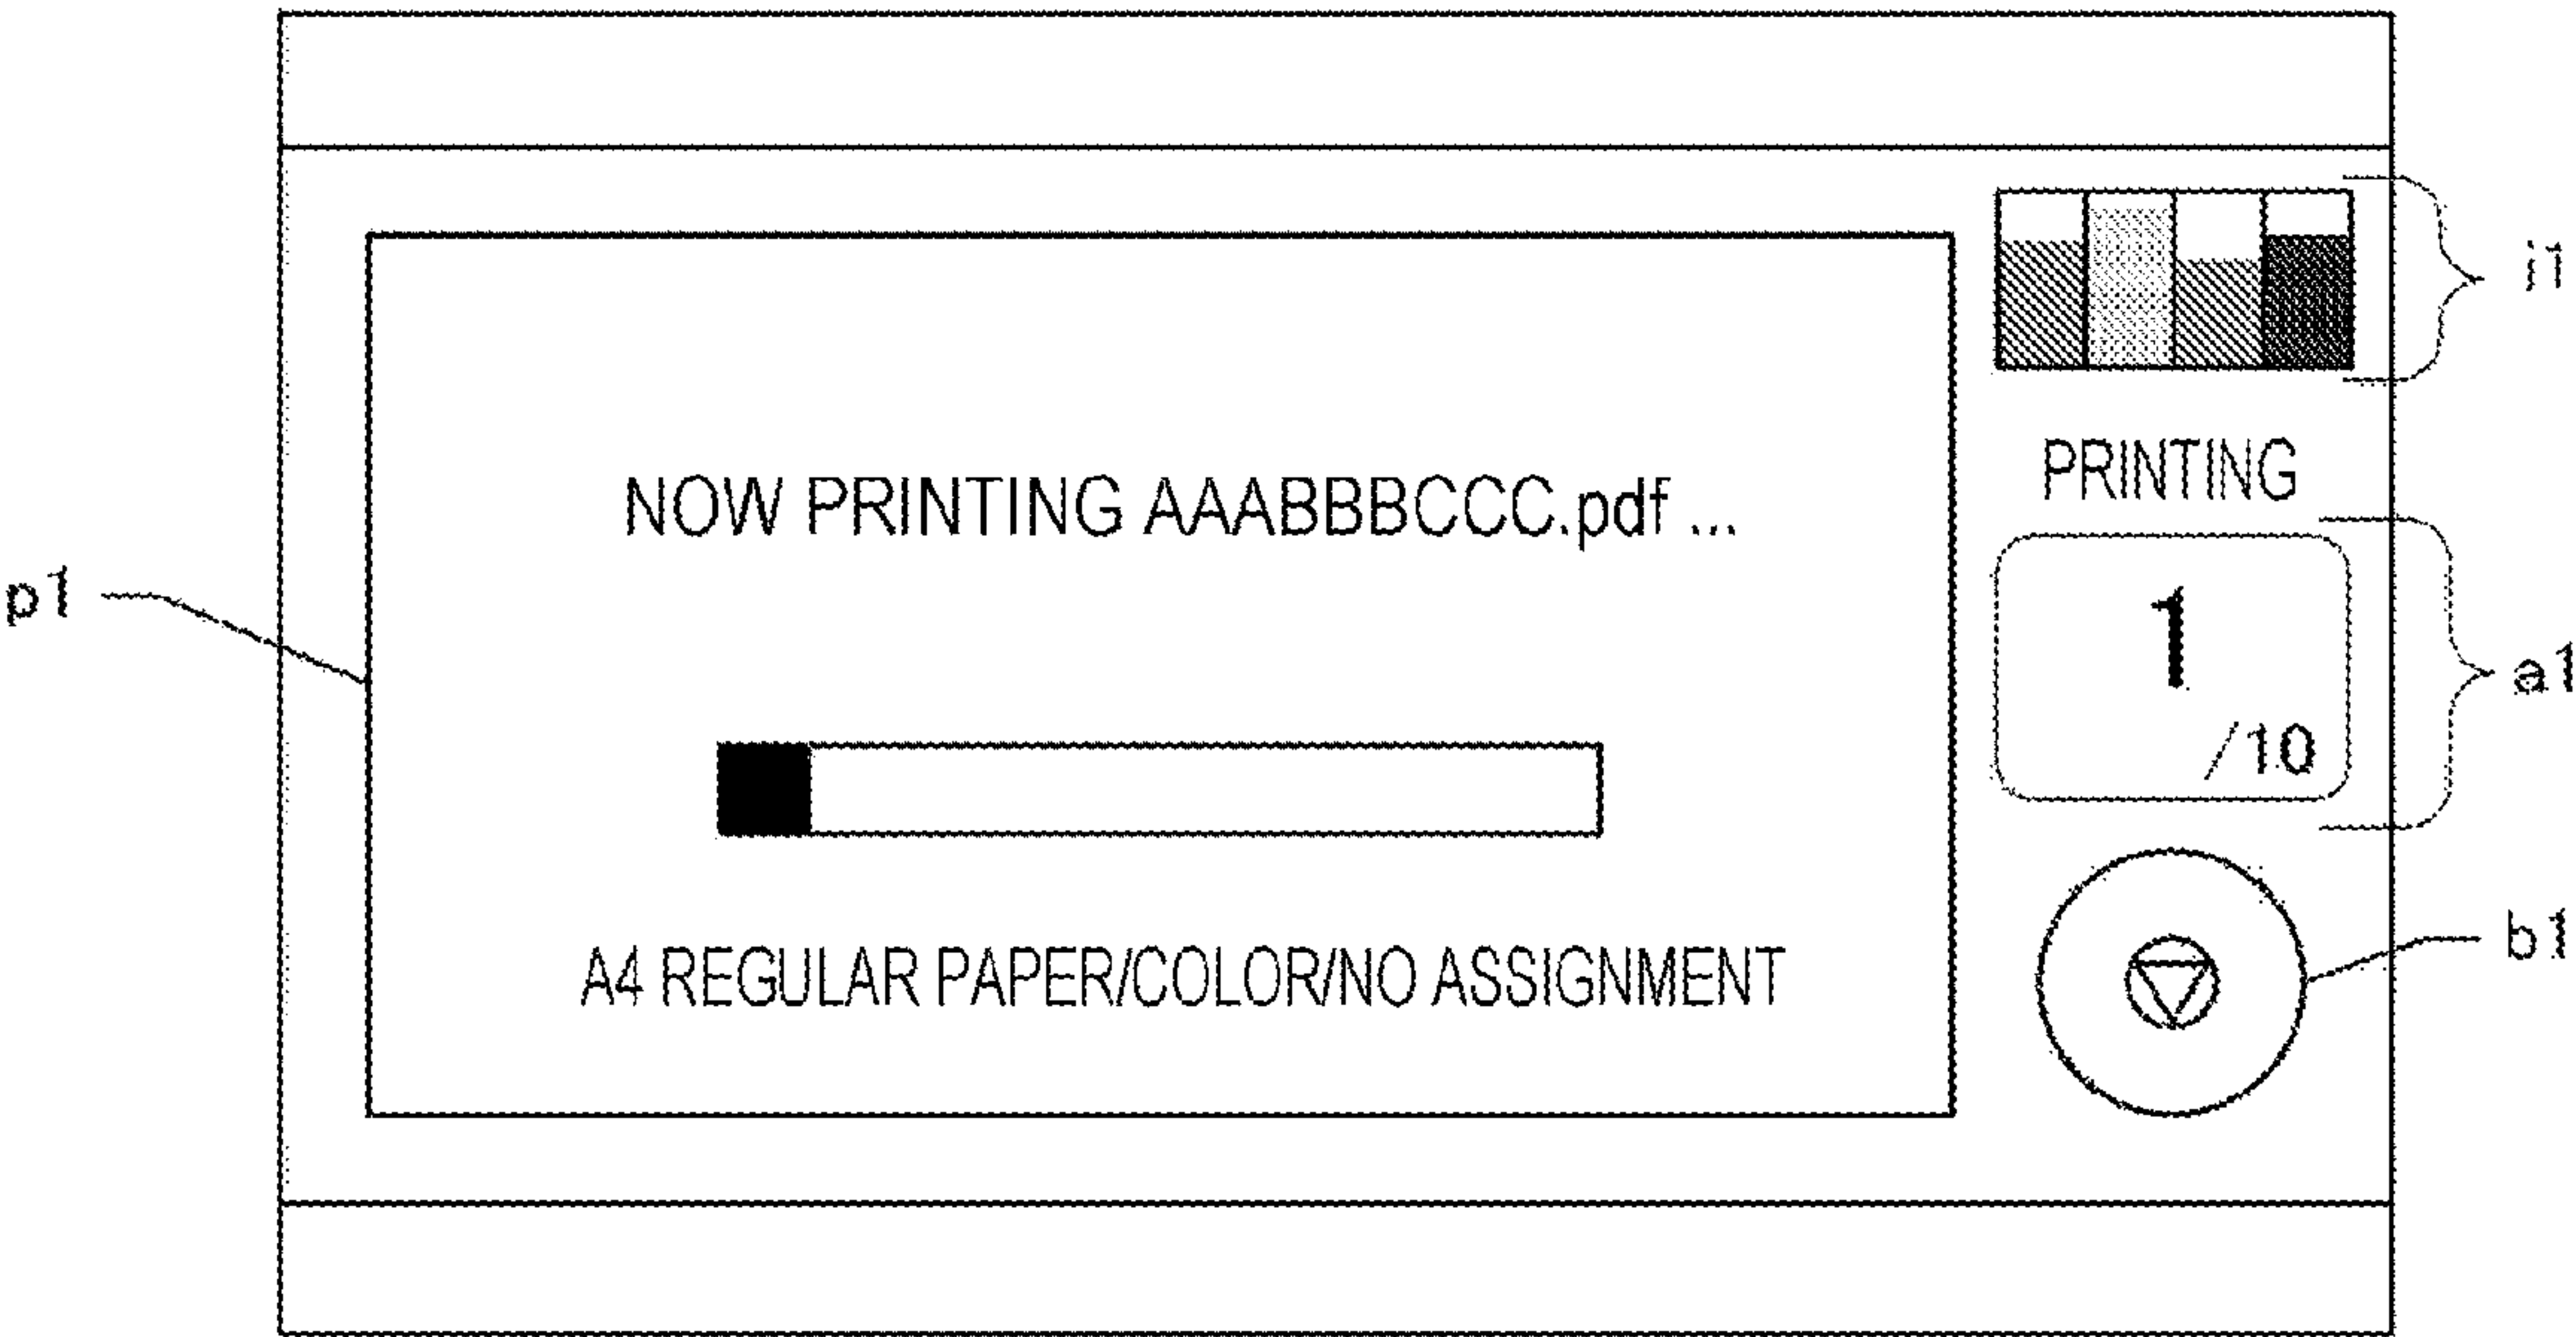 i1
PRINTING
NOW PRINTING AAABBBCCC.pdf ...
p1
1
/10
a1
A4 REGULAR PAPER/COLOR/NO ASSIGNMENT
b1